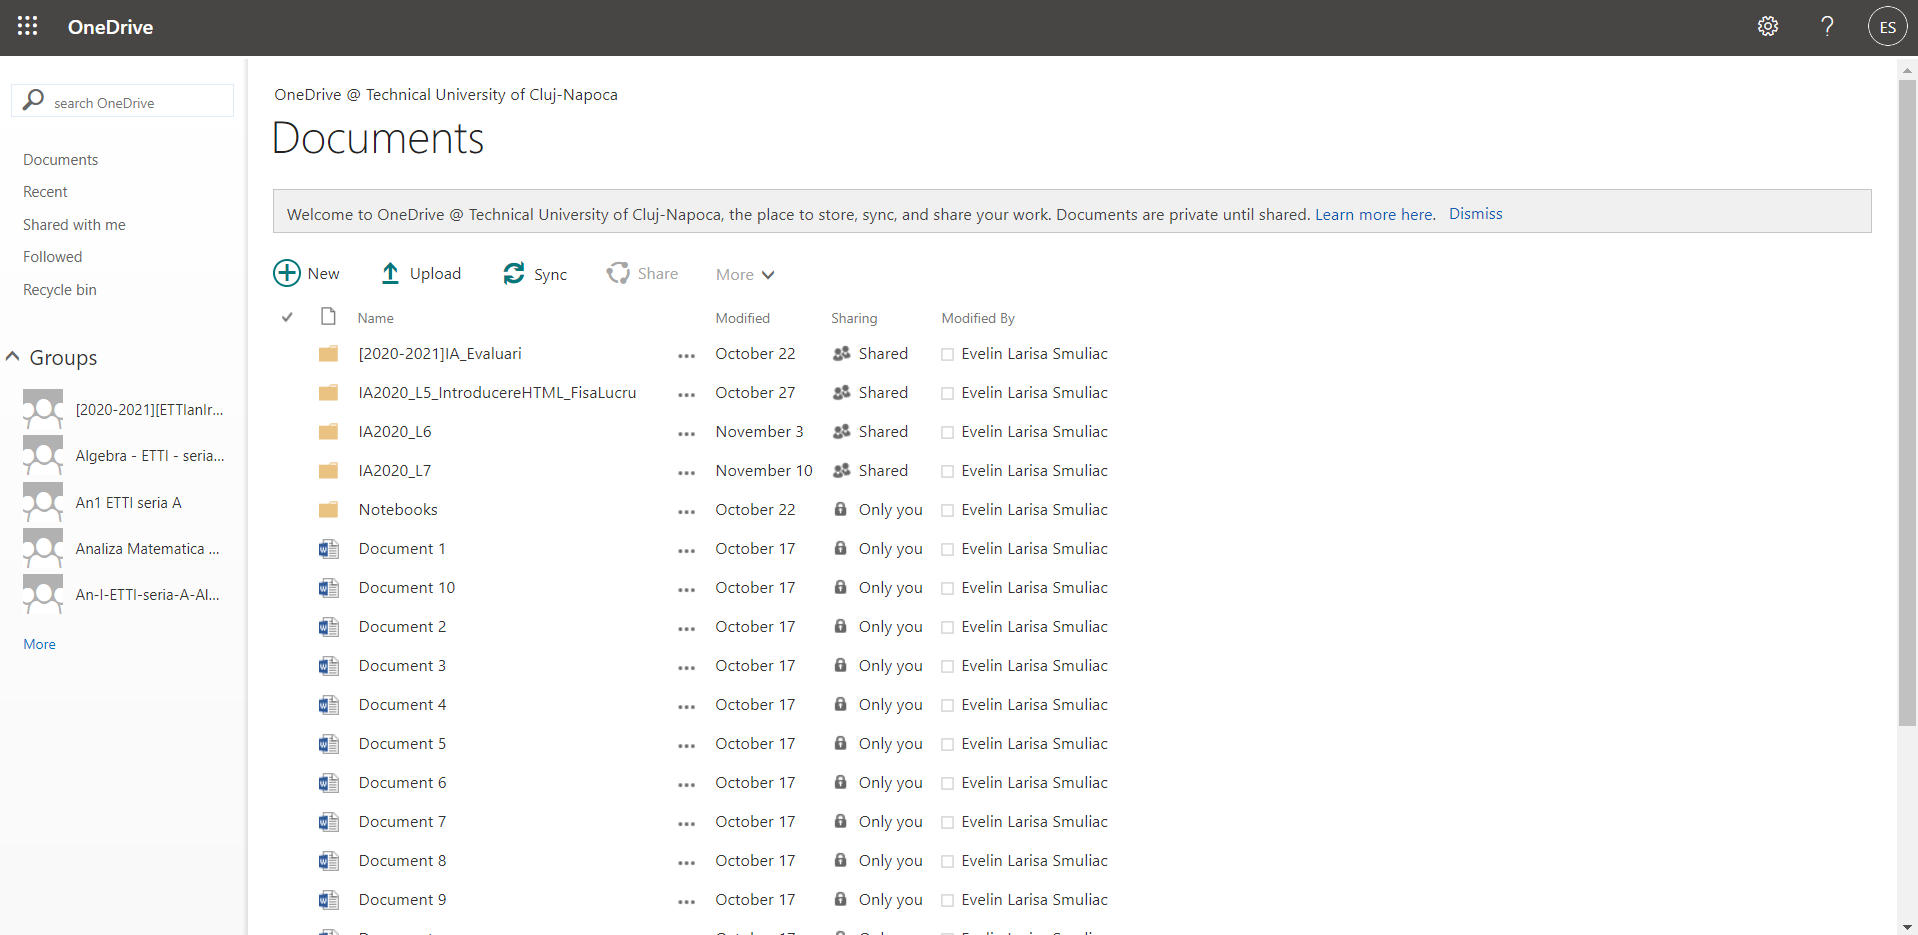 OneDrive
ES
search OneDrive
Documents
Recent
Shared with me
Followed
Recycle bin
Groups
[2020-2021][ETTIanIr...
Algebra - ETTI - seria...
An1 ETTI seria A
Analiza Matematica ...
An-I-ETTI-seria-A-Al...
More
OneDrive @ Technical University of Cluj-Napoca
Documents
Welcome to OneDrive @ Technical University of Cluj-Napoca, the place to store, sync, and share your work. Documents are private until shared. Learn more here. Dismiss
New Upload Sync Share More
Name Modified Sharing Modified By
[2020-2021]IA_Evaluari ... October 22 Shared Evelin Larisa Smuliac
IA2020_L5_IntroducereHTML_FisaLucru ... October 27 Shared Evelin Larisa Smuliac
IA2020_L6 ... November 3 Shared Evelin Larisa Smuliac
IA2020_L7 ... November 10 Shared Evelin Larisa Smuliac
Notebooks ... October 22 Only you Evelin Larisa Smuliac
Document 1 ... October 17 Only you Evelin Larisa Smuliac
Document 10 ... October 17 Only you Evelin Larisa Smuliac
Document 2 ... October 17 Only you Evelin Larisa Smuliac
Document 3 ... October 17 Only you Evelin Larisa Smuliac
Document 4 ... October 17 Only you Evelin Larisa Smuliac
Document 5 ... October 17 Only you Evelin Larisa Smuliac
Document 6 ... October 17 Only you Evelin Larisa Smuliac
Document 7 ... October 17 Only you Evelin Larisa Smuliac
Document 8 ... October 17 Only you Evelin Larisa Smuliac
Document 9 ... October 17 Only you Evelin Larisa Smuliac